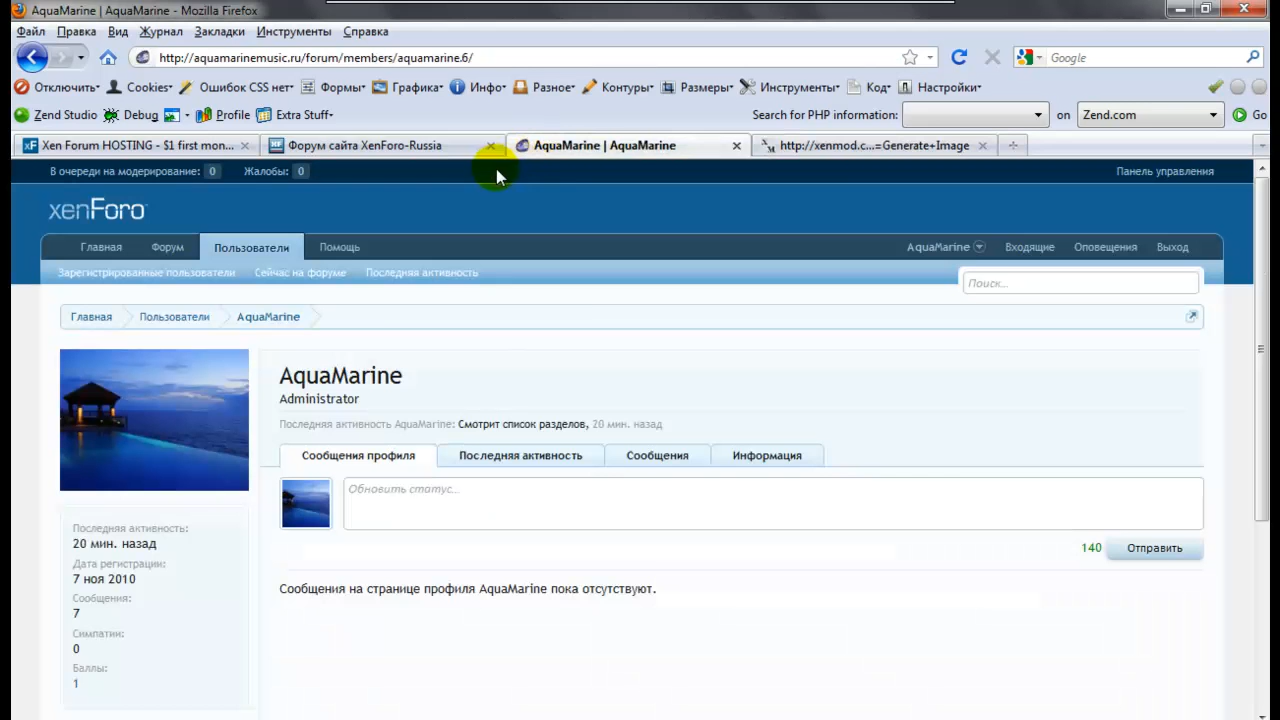 AquaMarine | AquaMarine - Mozilla Firefox
Файл Правка Вид Журнал Закладки Инструменты Справка
http://aquamarinemusic.ru/forum/members/aquamarine.6/
Google
Отключить Cookies Ошибок CSS нет Формы Графика Инфо Разное Контуры Размеры Инструменты Код Настройки
Zend Studio Debug Profile Extra Stuff Search for PHP information: on Zend.com Go
Xen Forum HOSTING - $1 first mon... Форум сайта XenForo-Russia AquaMarine | AquaMarine http://xenmod.c...=Generate+Image
В очереди на модерирование: 0 Жалобы: 0 Панель управления
xenForo
Главная Форум Пользователи Помощь AquaMarine Входящие Оповещения Выход
Зарегистрированные пользователи Сейчас на форуме Последняя активность
Поиск...
Главная Пользователи AquaMarine
AquaMarine
Administrator
Последняя активность AquaMarine: Смотрит список разделов, 20 мин. назад
Сообщения профиля Последняя активность Сообщения Информация
Обновить статус...
140 Отправить
Сообщения на странице профиля AquaMarine пока отсутствуют.
Последняя активность:
20 мин. назад
Дата регистрации:
7 ноя 2010
Сообщения:
7
Симпатии:
0
Баллы:
1